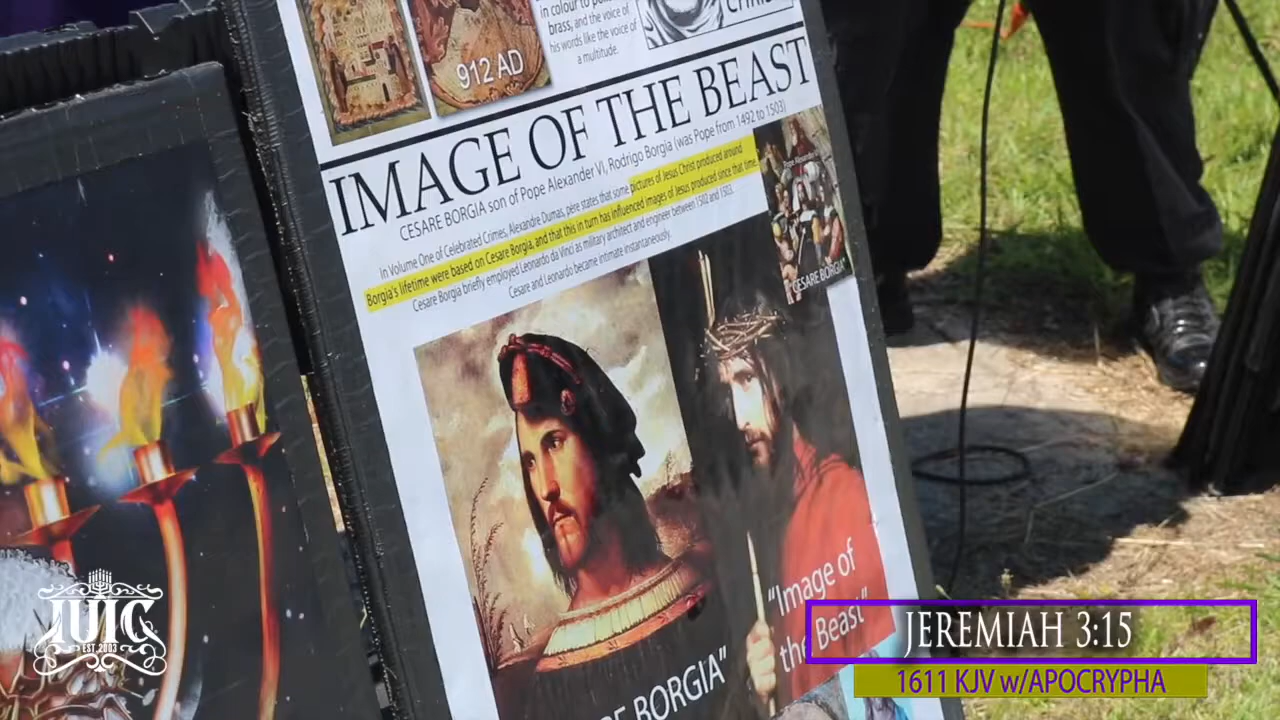 in colour to
brass, and the voice of
his words like the voice of
a multitude.
912 AD
IMAGE OF THE BEAST
CESARE BORGIA son of Pope Alexander VI, Rodrigo Borgia (was Pope from 1492 to 1503)
In Volume One of Celebrated Crimes, Alexandre Dumas, père states that some pictures of Jesus Christ produced around
Borgia's lifetime were based on Cesare Borgia, and that this in turn has influenced images of Jesus produced since that time.
Cesare Borgia briefly employed Leonardo da Vinci as military architect and engineer between 1502 and 1503.
Cesare and Leonardo became intimate instantaneously.
"CESARE BORGIA"
"Image of
the Beast"
BORGIA"
IUIC
EST. 2003
JEREMIAH 3:15
1611 KJV w/APOCRYPHA